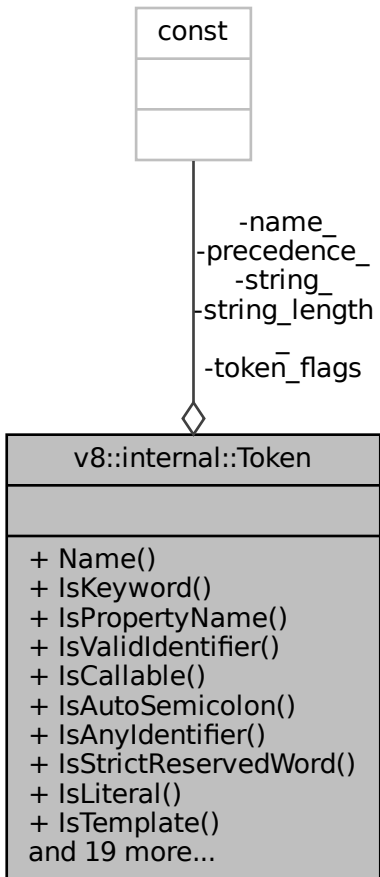 const
-name_
-precedence_
-string_
-string_length
_
-token_flags
v8::internal::Token
+ Name()
+ IsKeyword()
+ IsPropertyName()
+ IsValidIdentifier()
+ IsCallable()
+ IsAutoSemicolon()
+ IsAnyIdentifier()
+ IsStrictReservedWord()
+ IsLiteral()
+ IsTemplate()
and 19 more...